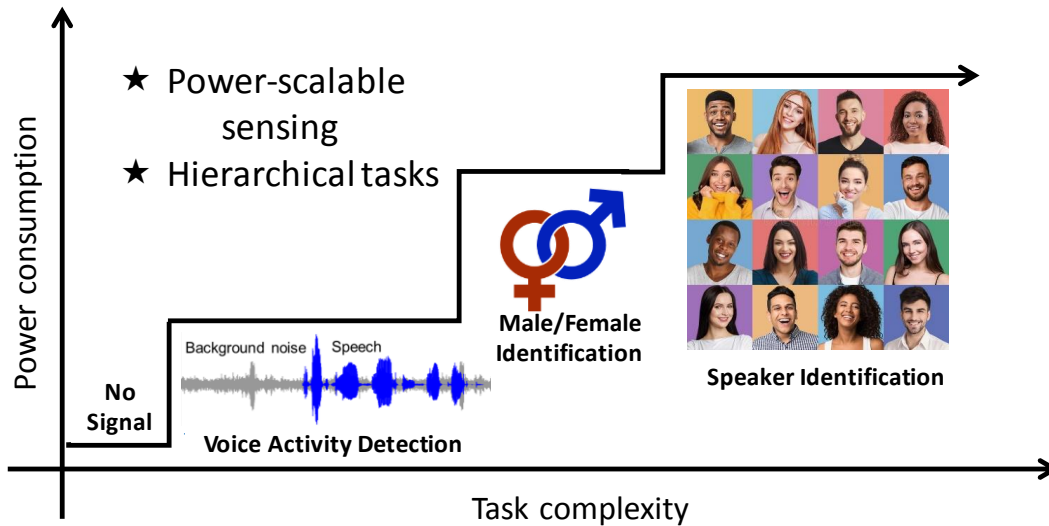 ★ Power-scalable
sensing
★ Hierarchical tasks
Power consumption
No
Signal
Background noise
Speech
Voice Activity Detection
Male/Female
Identification
Speaker Identification
Task complexity